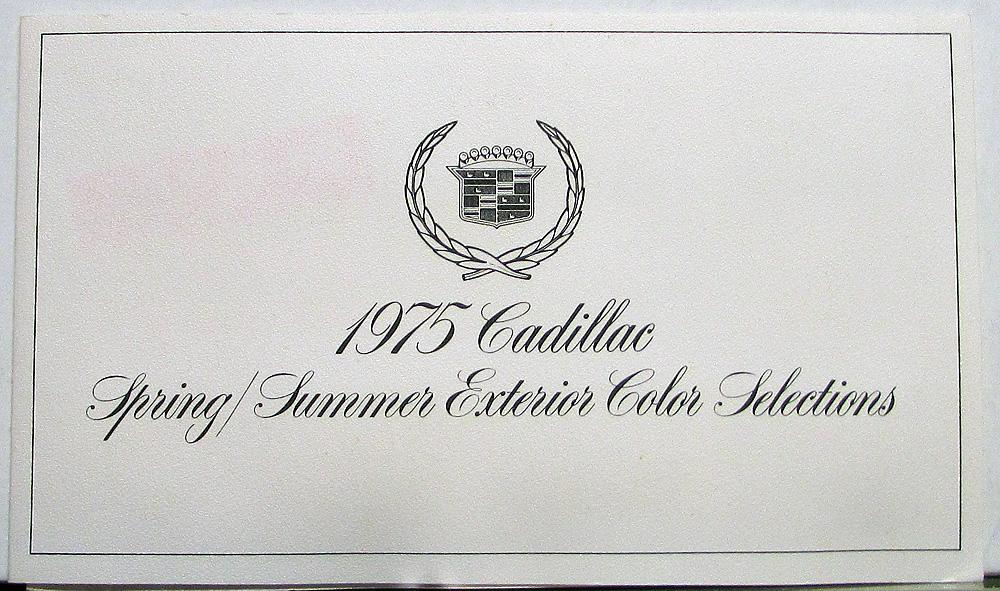 1975 Cadillac
Spring/Summer Exterior Color Selections